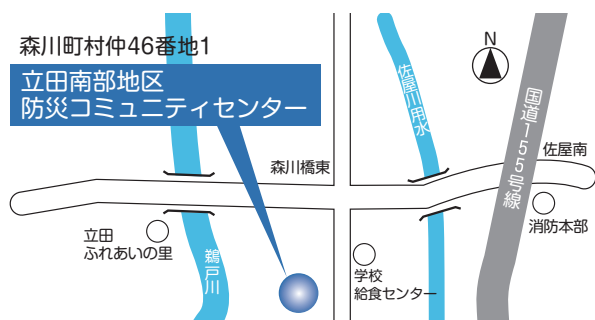 森川町村仲46番地1
立田南部地区
防災コミュニティセンター
N
佐屋川用水
国道155号線
佐屋南
森川橋東
消防本部
立田
ふれあいの里
鵜戸川
学校
給食センター